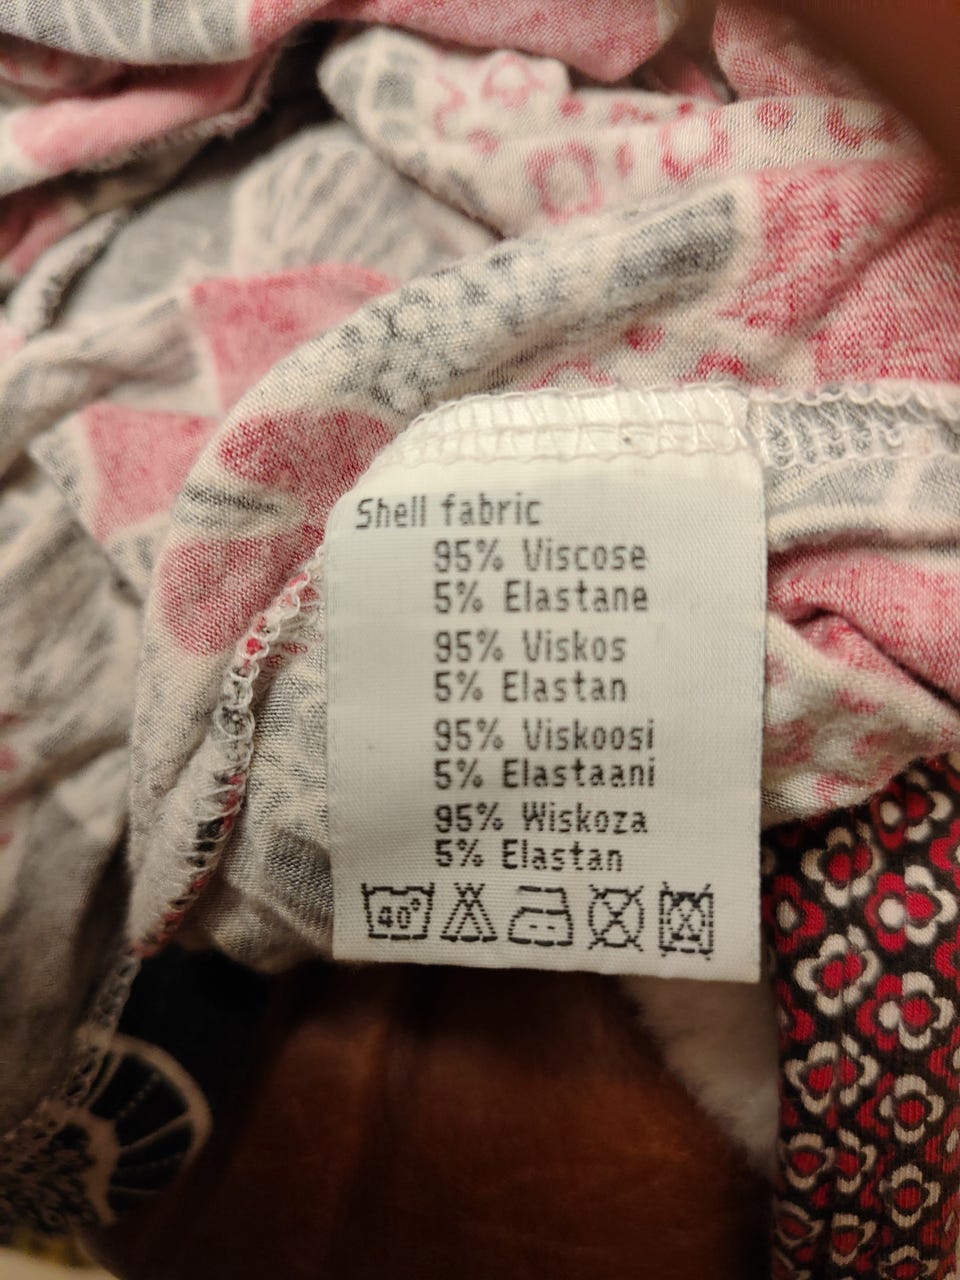 Shell fabric
95% Viscose
5% Elastane
95% Viskos
5% Elastan
95% Viskoosi
5% Elastaani
95% Wiskoza
5% Elastan
40°